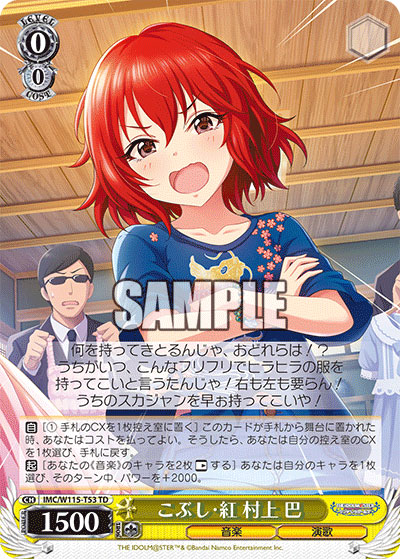 LEVEL
0
0
COST
SAMPLE
何を持ってきとるんじゃ、おどれらは！？
うちがいつ、こんなフリフリでヒラヒラの服を
持ってこいと言うたんじゃ！右も左も要らん！
うちのスカジャンを早お持ってこいや！
自［① 手札のCXを1枚控え室に置く］このカードが手札から舞台に置かれた
時、あなたはコストを払ってよい。そうしたら、あなたは自分の控え室のCXを
1枚選び、手札に戻す。
起［あなたの《音楽》のキャラを2枚レストする］あなたは自分のキャラを1枚選び、
そのターン中、パワーを+2000。
CH IMC/W115-TS3 TD
1500
こぶし・紅 村上 巴
音楽
演歌
THE IDOLM@STER™ & ©Bandai Namco Entertainment Inc.